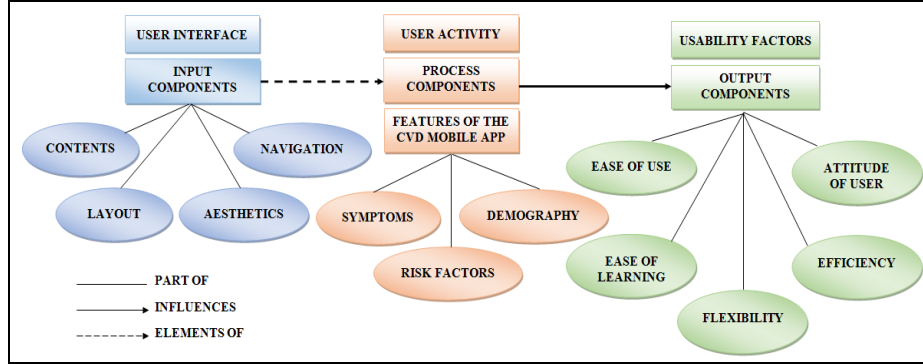 USER INTERFACE
INPUT
COMPONENTS
CONTENTS
NAVIGATION
LAYOUT
AESTHETICS
USER ACTIVITY
PROCESS
COMPONENTS
FEATURES OF THE
CVD MOBILE APP
SYMPTOMS
DEMOGRAPHY
RISK FACTORS
USABILITY FACTORS
OUTPUT
COMPONENTS
EASE OF USE
ATTITUDE
OF USER
EASE OF
LEARNING
EFFICIENCY
FLEXIBILITY
PART OF
INFLUENCES
ELEMENTS OF